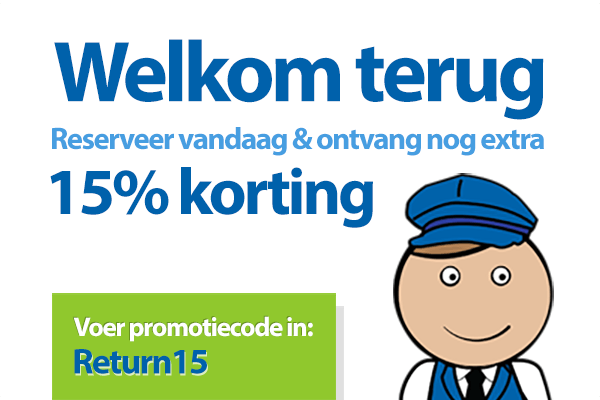 Welkom terug
Reserveer vandaag & ontvang nog extra
15% korting
Voer promotiecode in:
Return15